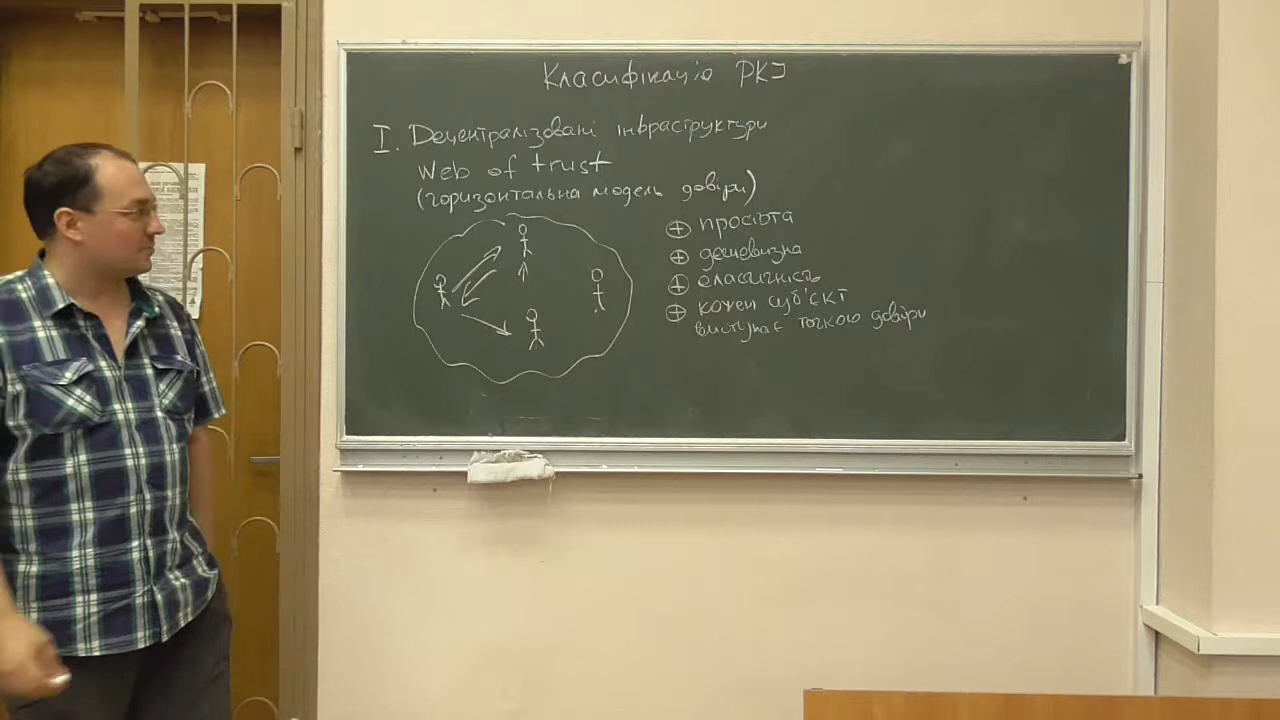 Класифікація PKI
I. Децентралізовані інфраструктури
Web of trust
(горизонтальна модель довіри)
⊕ простота
⊕ дешевизна
⊕ еластичність
⊕ кожен суб'єкт
виступає точкою довіри